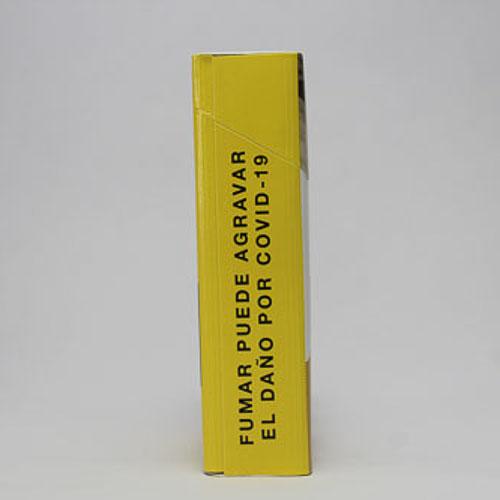 FUMAR PUEDE AGRAVAR
EL DAÑO POR COVID-19